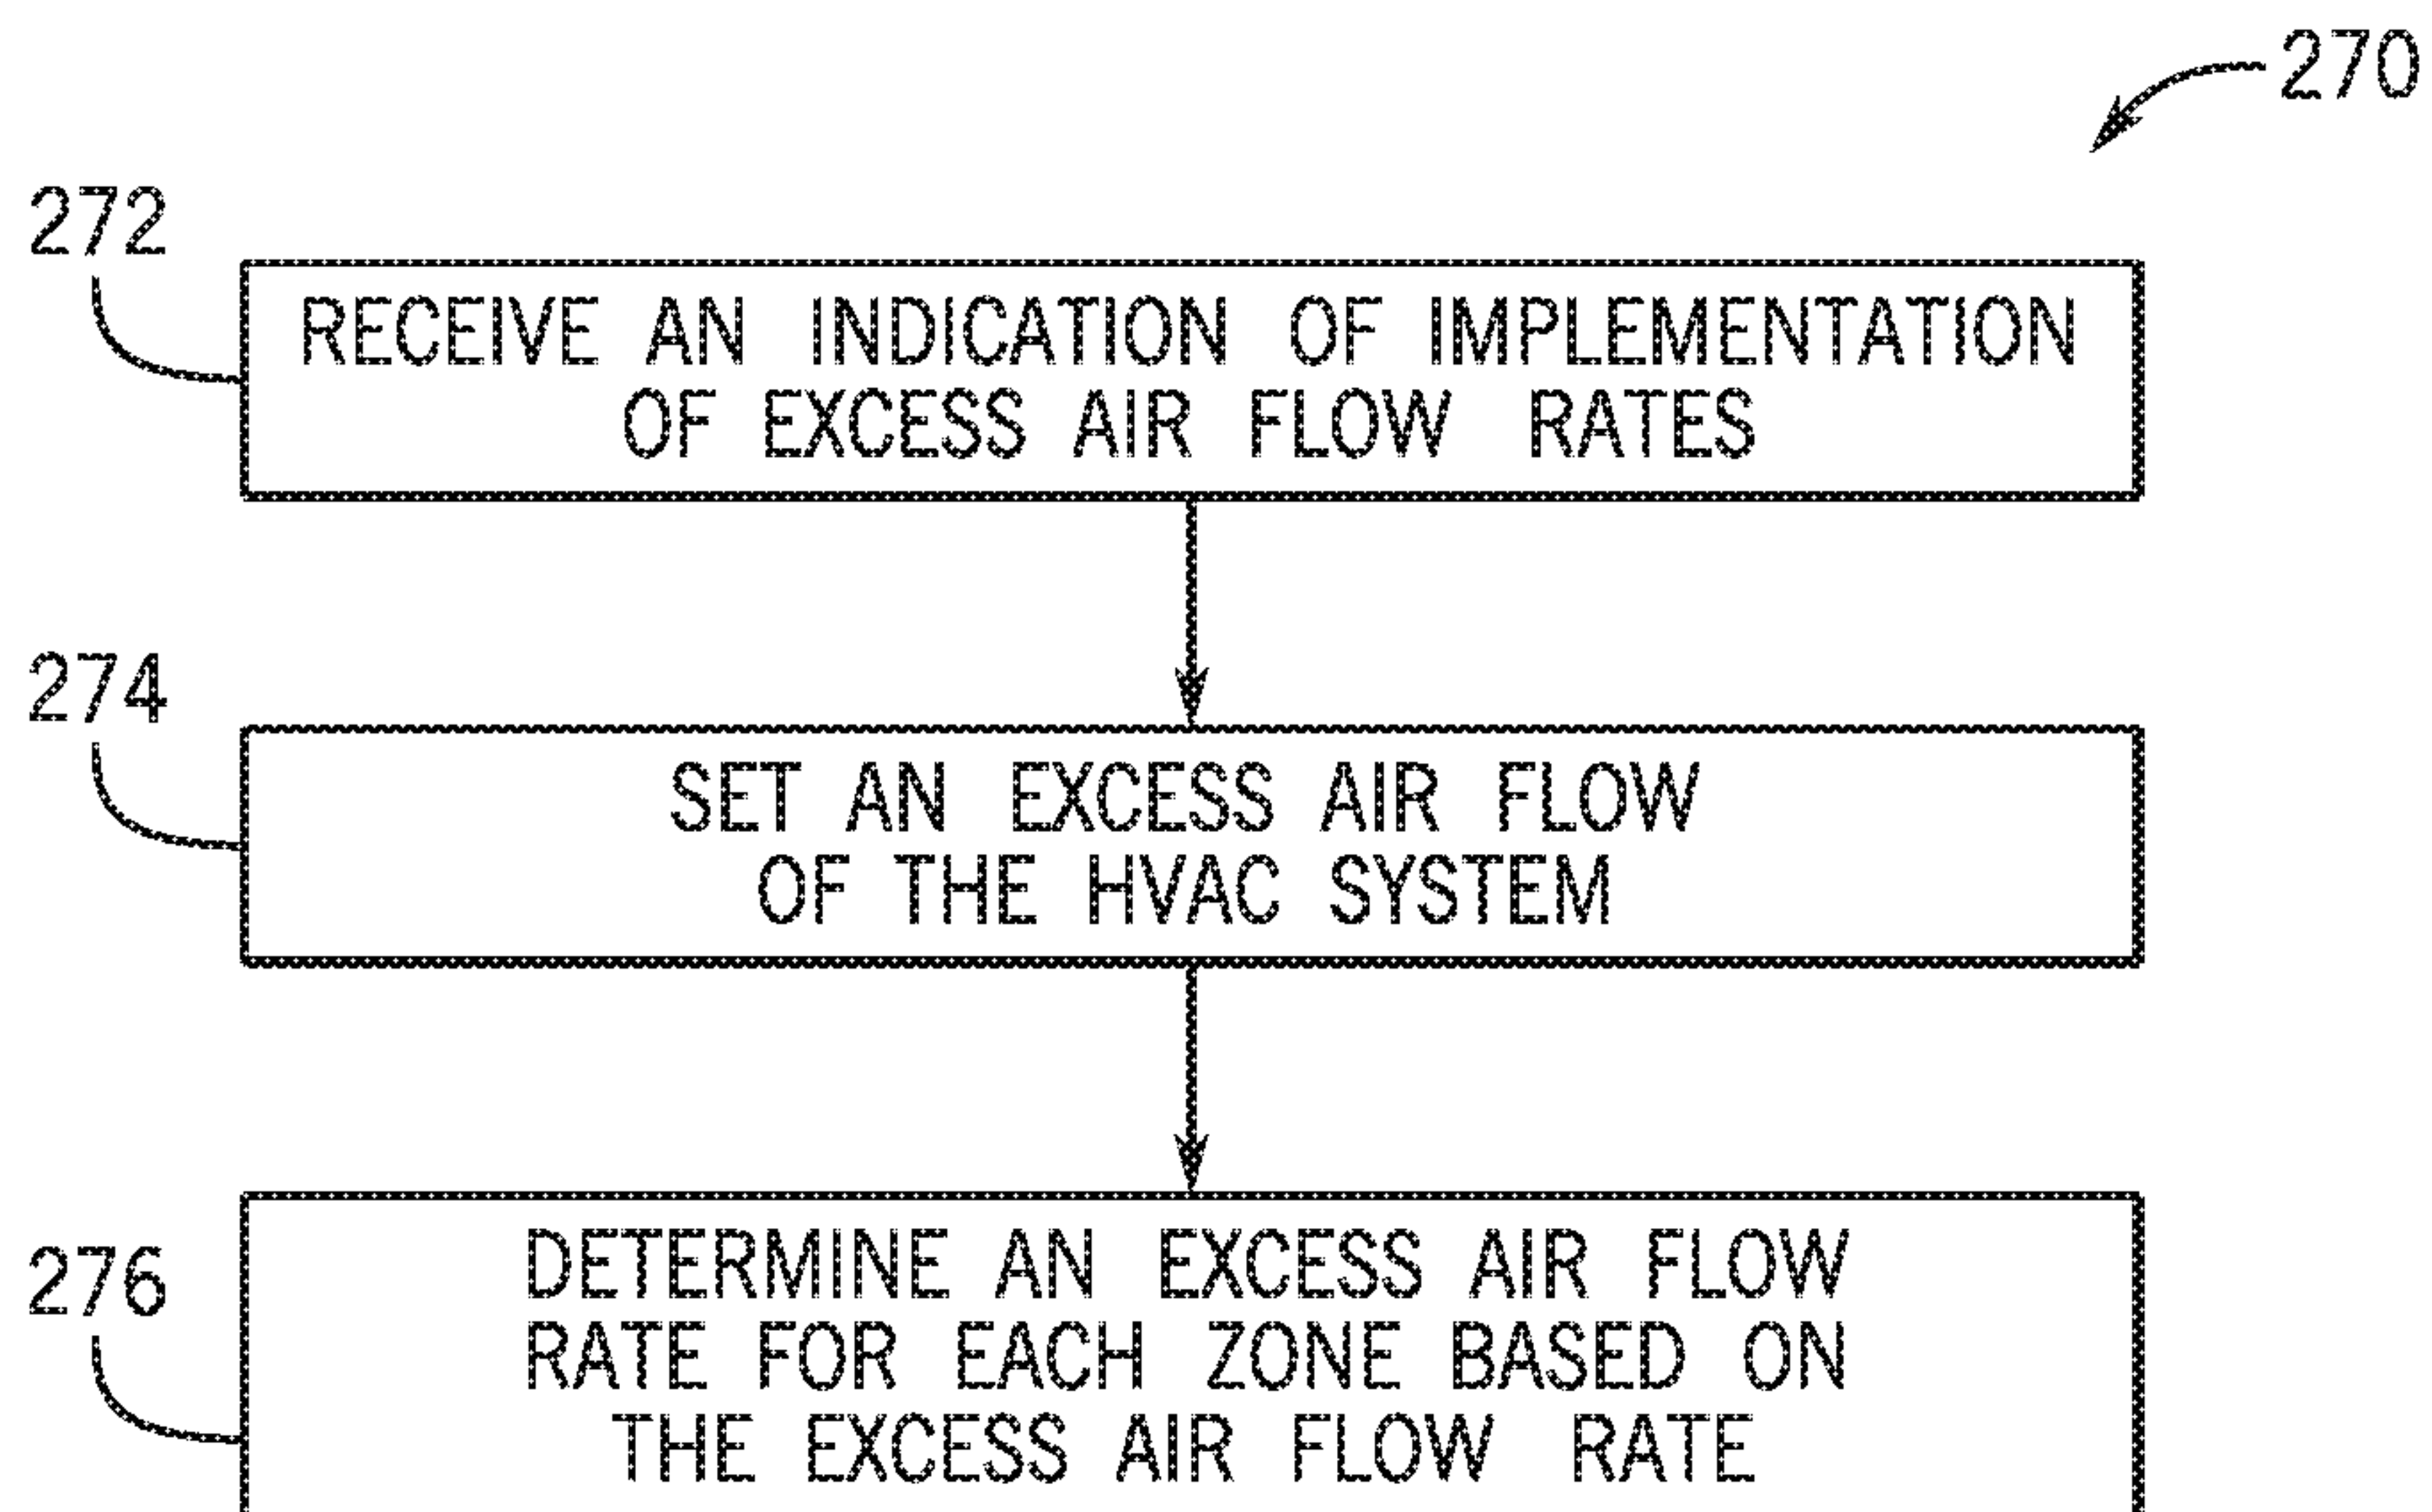 270
272
RECEIVE AN INDICATION OF IMPLEMENTATION
OF EXCESS AIR FLOW RATES
274
SET AN EXCESS AIR FLOW
OF THE HVAC SYSTEM
276
DETERMINE AN EXCESS AIR FLOW
RATE FOR EACH ZONE BASED ON
THE EXCESS AIR FLOW RATE